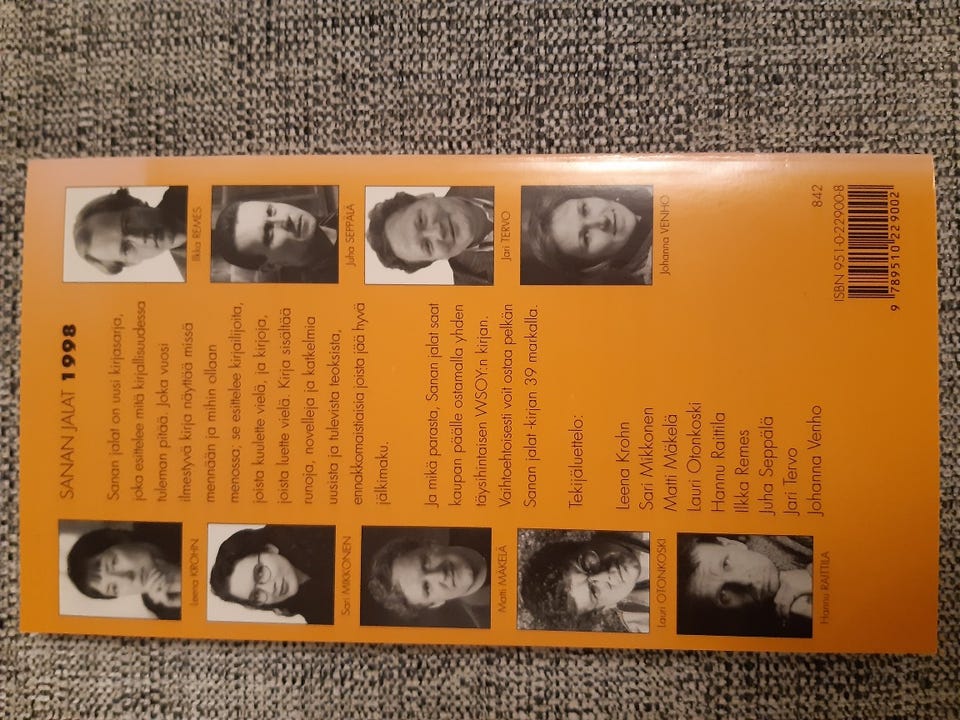 SANAN JALAT 1998
Sanan jalat on uusi kirjasarja,
joka esittelee mitä kirjallisuudessa
tuleman pitää. Joka vuosi
ilmestyvä kirja näyttää missä
mennään ja mihin ollaan
menossa; se esittelee kirjailijoita,
joista kuulette vielä, ja kirjoja,
joista luette vielä. Kirja sisältää
runoja, novelleja ja katkelmia
uusista ja tulevista teoksista,
ennakkomaistiaisia joista jää hyvä
jälkimaku.
Ja mikä parasta, Sanan jalat saat
kaupan päälle ostamalla yhden
täysihintaisen WSOY:n kirjan.
Vaihtoehtoisesti voit ostaa pelkän
Sanan jalat -kirjan 39 markalla.
Tekijäluettelo:
Leena Krohn
Sari Mikkonen
Matti Mäkelä
Lauri Otonkoski
Hannu Raittila
Ilkka Remes
Juha Seppälä
Jari Tervo
Johanna Venho
Leena KROHN
Sari MIKKONEN
Matti MÄKELÄ
Lauri OTONKOSKI
Hannu RAITTILA
Ilkka REMES
Juha SEPPÄLÄ
Jari TERVO
Johanna VENHO
842
ISBN 951-0-22900-8
9 789510 229002